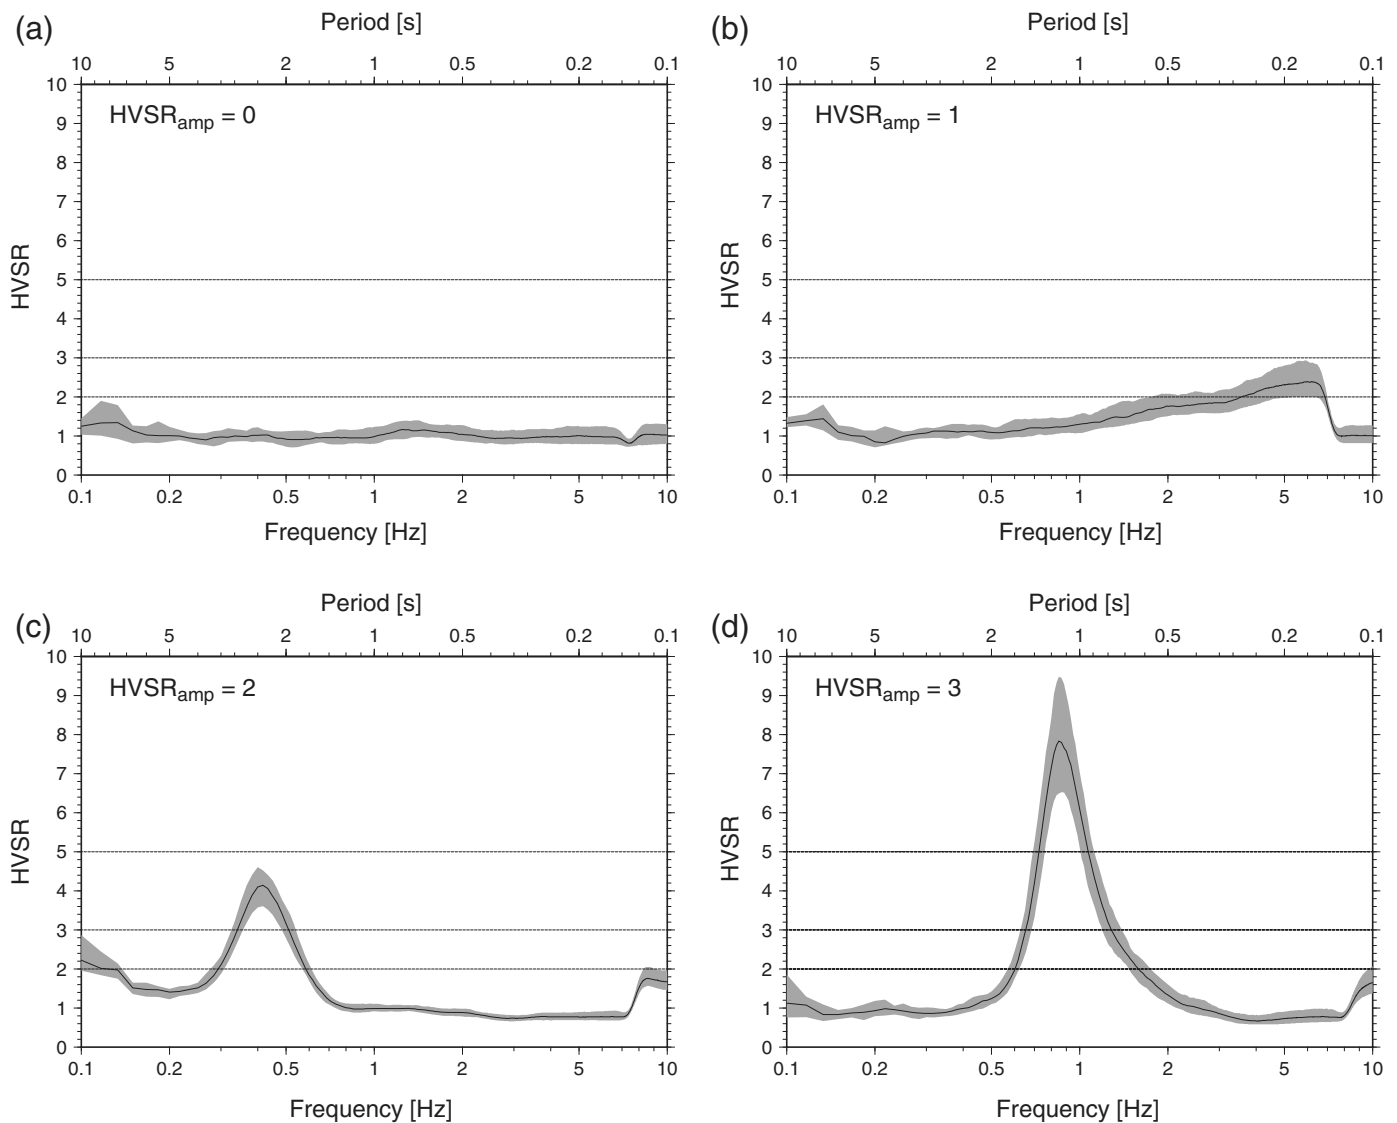 (a)
Period [s]
10 5 2 1 0.5 0.2 0.1
HVSRamp = 0
HVSR
10
9
8
7
6
5
4
3
2
1
0
0.1 0.2 0.5 1 2 5 10
Frequency [Hz]
(b)
Period [s]
10 5 2 1 0.5 0.2 0.1
HVSRamp = 1
HVSR
10
9
8
7
6
5
4
3
2
1
0
0.1 0.2 0.5 1 2 5 10
Frequency [Hz]
(c)
Period [s]
10 5 2 1 0.5 0.2 0.1
HVSRamp = 2
HVSR
10
9
8
7
6
5
4
3
2
1
0
0.1 0.2 0.5 1 2 5 10
Frequency [Hz]
(d)
Period [s]
10 5 2 1 0.5 0.2 0.1
HVSRamp = 3
HVSR
10
9
8
7
6
5
4
3
2
1
0
0.1 0.2 0.5 1 2 5 10
Frequency [Hz]